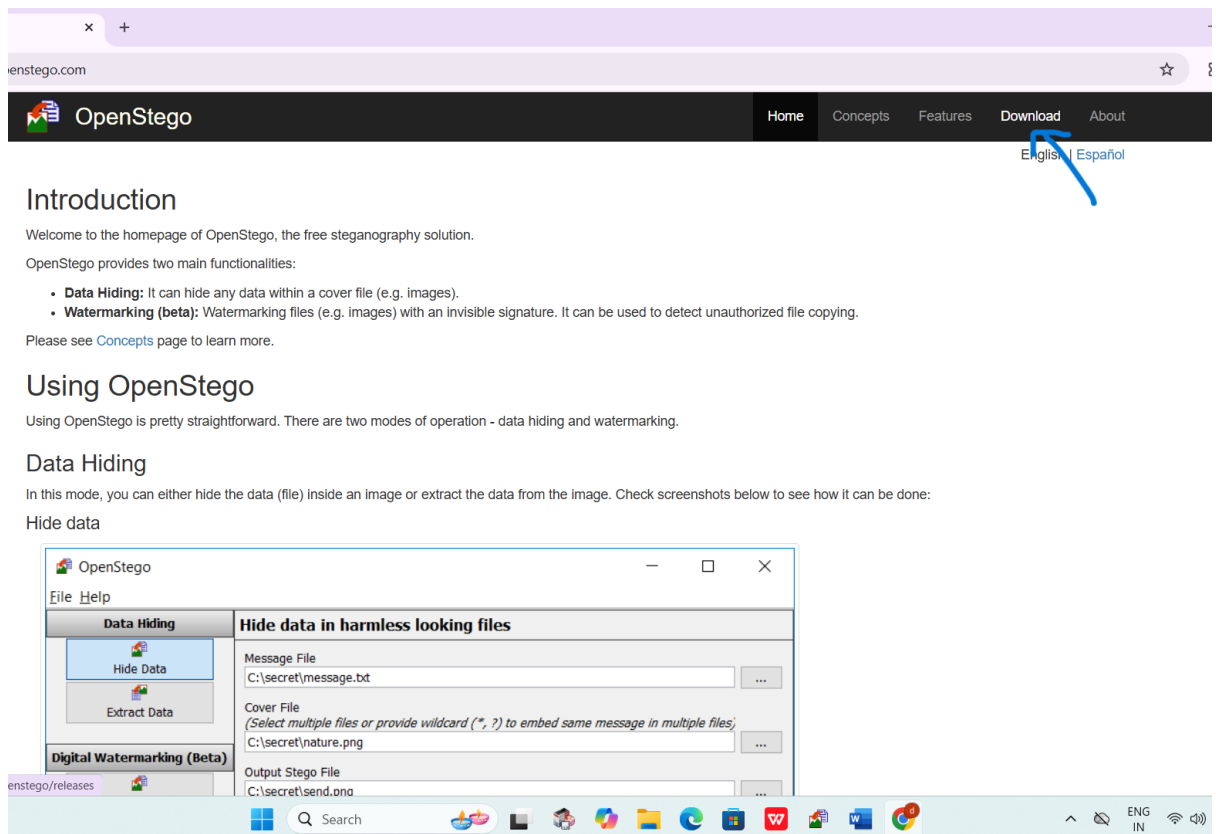 × +
enstego.com
OpenStego Home Concepts Features Download About
English | Español
Introduction
Welcome to the homepage of OpenStego, the free steganography solution.
OpenStego provides two main functionalities:
• Data Hiding: It can hide any data within a cover file (e.g. images).
• Watermarking (beta): Watermarking files (e.g. images) with an invisible signature. It can be used to detect unauthorized file copying.
Please see Concepts page to learn more.
Using OpenStego
Using OpenStego is pretty straightforward. There are two modes of operation - data hiding and watermarking.
Data Hiding
In this mode, you can either hide the data (file) inside an image or extract the data from the image. Check screenshots below to see how it can be done:
Hide data
OpenStego
File Help
Data Hiding
Hide Data
Extract Data
Digital Watermarking (Beta)
Hide data in harmless looking files
Message File
C:\secret\message.txt
...
Cover File
(Select multiple files or provide wildcard (*, ?) to embed same message in multiple files)
C:\secret\nature.png
...
Output Stego File
C:\secret\send.png
...
enstego/releases
Search
W
W
d
ENG
IN